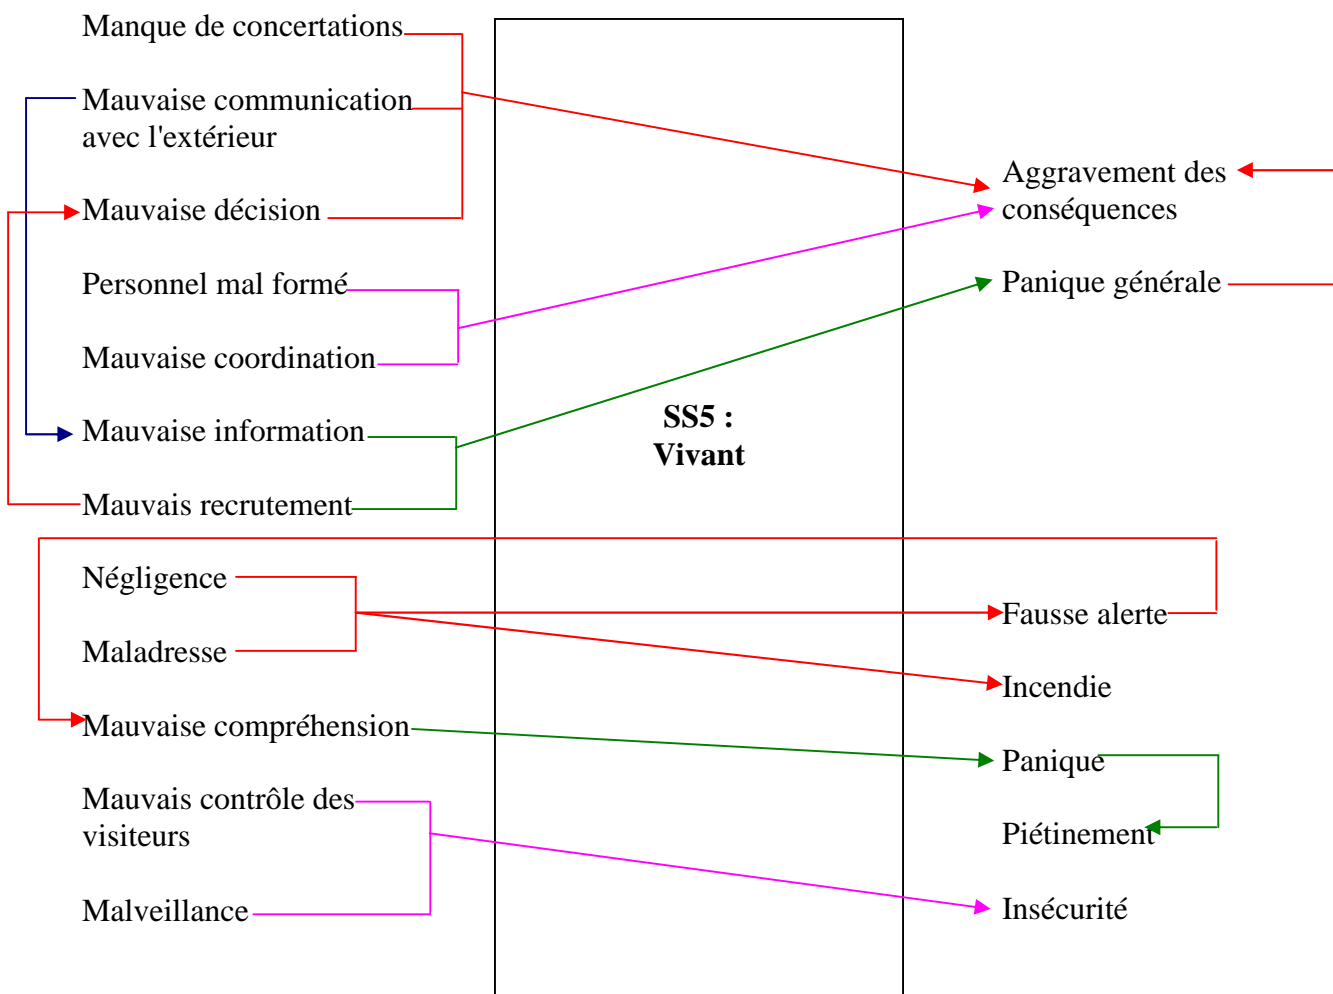 Manque de concertations
Mauvaise communication
avec l'extérieur
Mauvaise décision
Personnel mal formé
Mauvaise coordination
Mauvaise information
Mauvais recrutement
Négligence
Maladresse
Mauvaise compréhension
Mauvais contrôle des
visiteurs
Malveillance
SS5 :
Vivant
Aggravement des
conséquences
Panique générale
Fausse alerte
Incendie
Panique
Piétinement
Insécurité